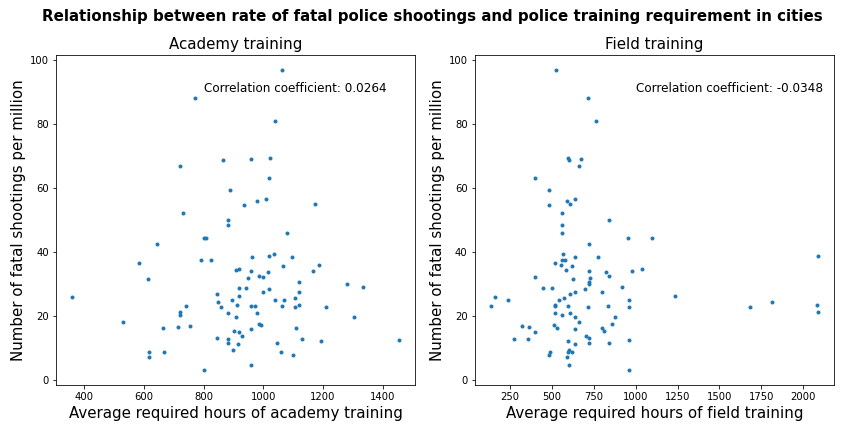 Relationship between rate of fatal police shootings and police training requirement in cities
Academy training
Number of fatal shootings per million
100
80
60
40
20
0
Correlation coefficient: 0.0264
400 600 800 1000 1200 1400
Average required hours of academy training
Field training
Number of fatal shootings per million
100
80
60
40
20
0
Correlation coefficient: -0.0348
250 500 750 1000 1250 1500 1750 2000
Average required hours of field training